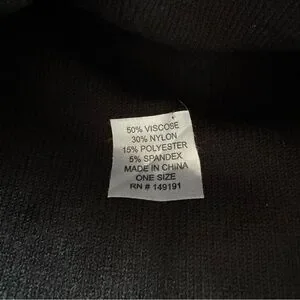 50% VISCOSE
30% NYLON
15% POLYESTER
5% SPANDEX
MADE IN CHINA
ONE SIZE
RN # 149191